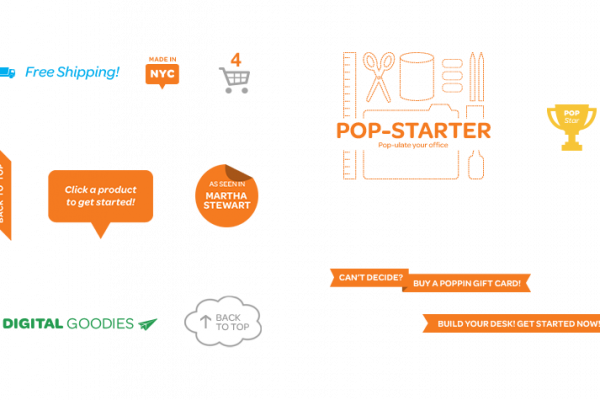 Free Shipping!
MADE IN
NYC
4
BACK TO TOP
Click a product
to get started!
AS SEEN IN
MARTHA
STEWART
DIGITAL GOODIES
BACK
TO TOP
POP-STARTER
Pop-ulate your office
POP
Star
CAN'T DECIDE?
BUY A POPPIN GIFT CARD!
BUILD YOUR DESK! GET STARTED NOW!